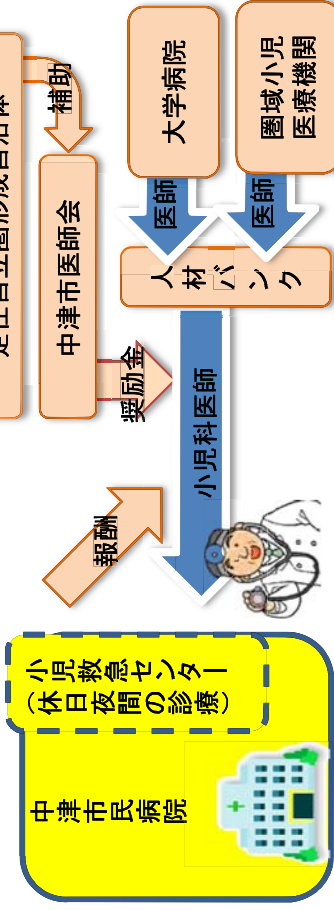 補助
中津市医師会
奨励金
報酬
小児救急センター
（休日夜間の診療）
中津市民病院
小児科医師
人材バンク
医師
大学病院
医師
圏域小児
医療機関